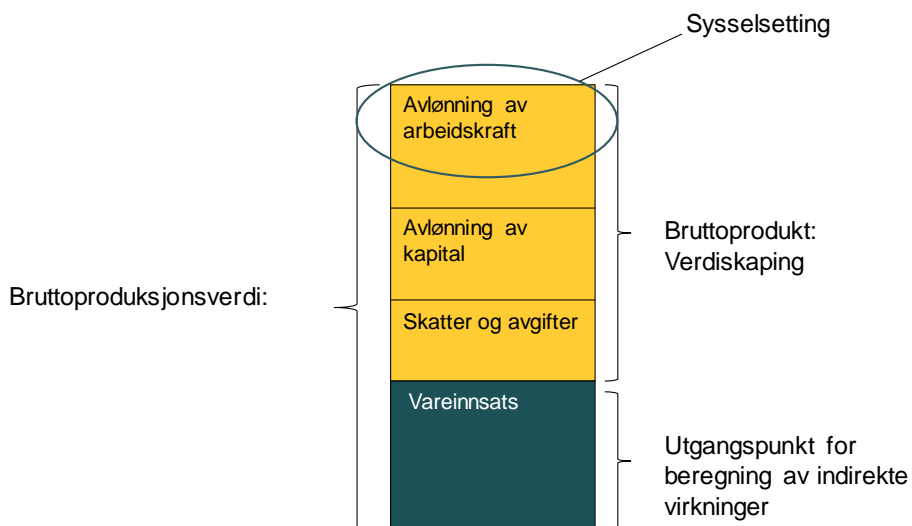 Sysselsetting
Avlønning av
arbeidskraft
Avlønning av
kapital
Bruttoprodukt:
Verdiskaping
Bruttoproduksjonsverdi:
Skatter og avgifter
Vareinnsats
Utgangspunkt for
beregning av indirekte
virkninger